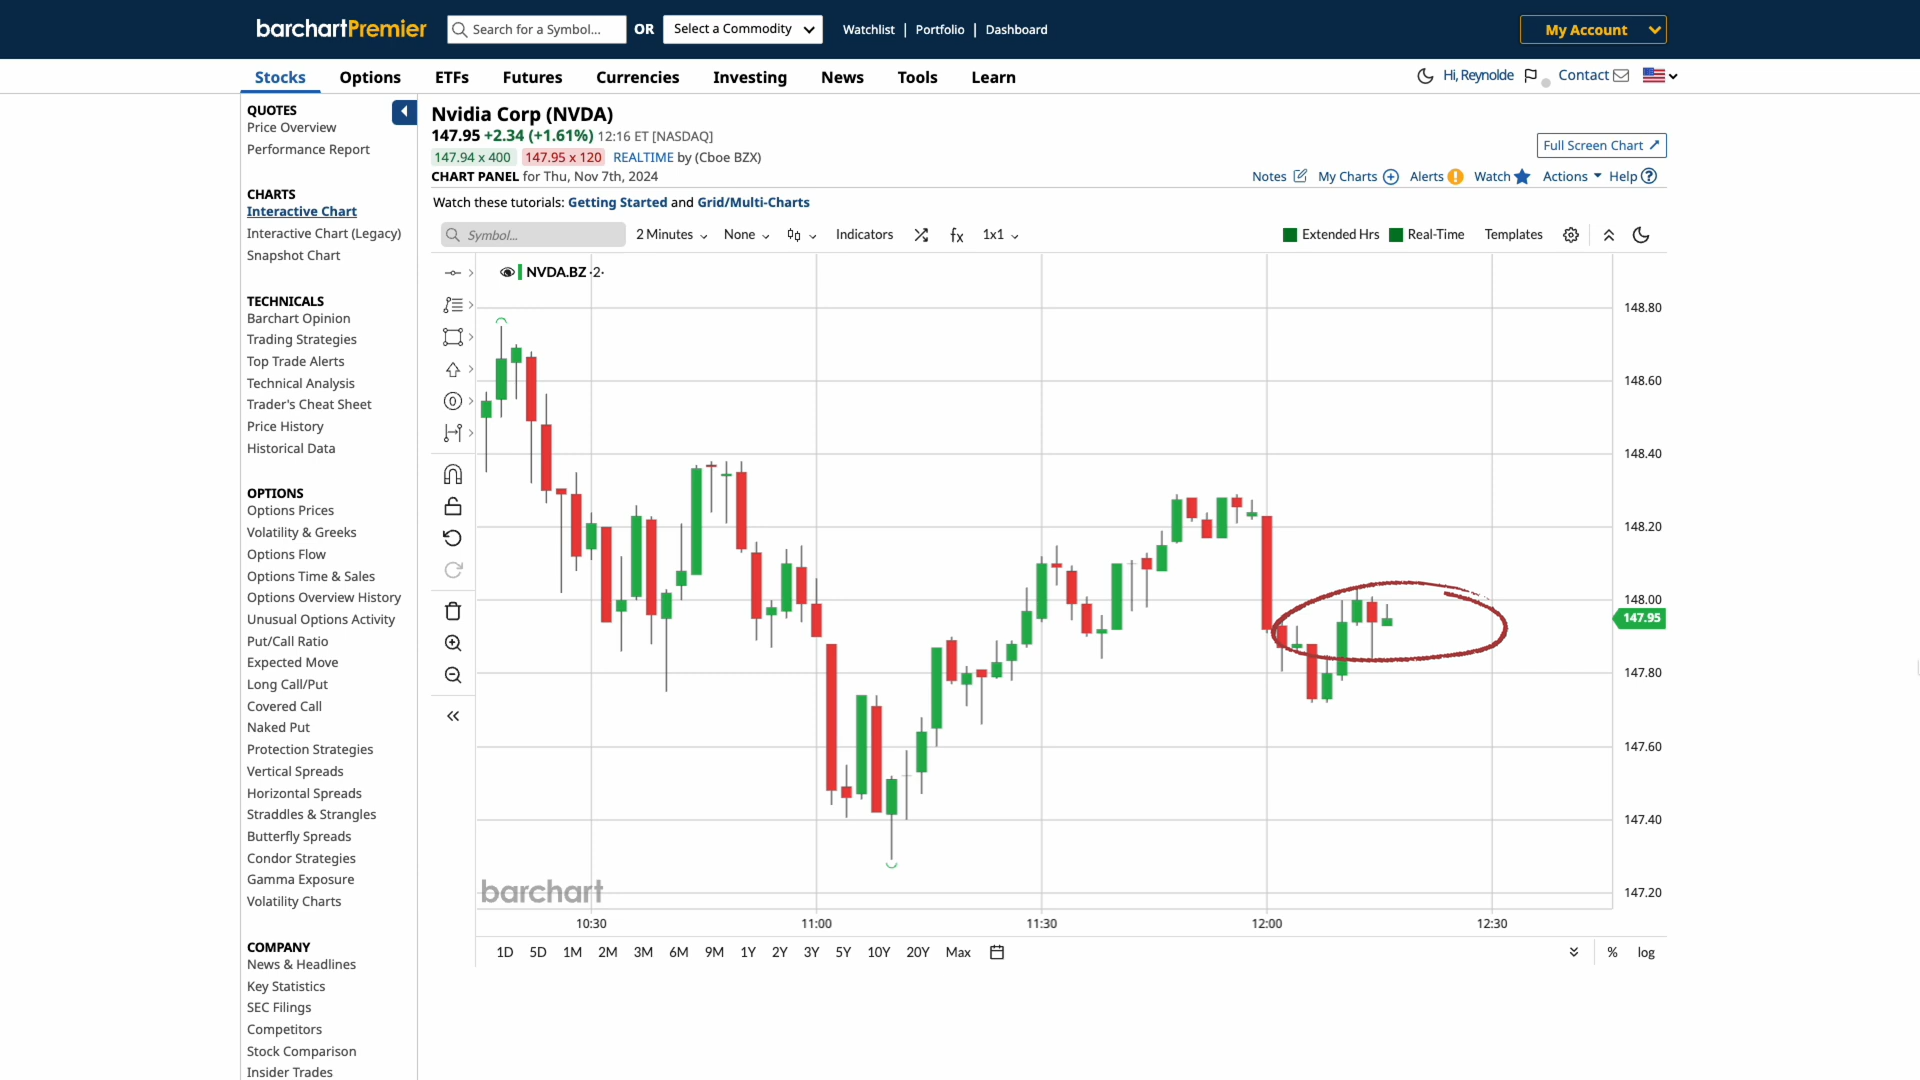 barchartPremier
Search for a Symbol... OR Select a Commodity
Watchlist | Portfolio | Dashboard
My Account
Stocks Options ETFs Futures Currencies Investing News Tools Learn
Hi, Reynolde Contact
QUOTES
Price Overview
Performance Report
CHARTS
Interactive Chart
Interactive Chart (Legacy)
Snapshot Chart
TECHNICALS
Barchart Opinion
Trading Strategies
Top Trade Alerts
Technical Analysis
Trader's Cheat Sheet
Price History
Historical Data
OPTIONS
Options Prices
Volatility & Greeks
Options Flow
Options Time & Sales
Options Overview History
Unusual Options Activity
Put/Call Ratio
Expected Move
Long Call/Put
Covered Call
Naked Put
Protection Strategies
Vertical Spreads
Horizontal Spreads
Straddles & Strangles
Butterfly Spreads
Condor Strategies
Gamma Exposure
Volatility Charts
COMPANY
News & Headlines
Key Statistics
SEC Filings
Competitors
Stock Comparison
Insider Trades
Nvidia Corp (NVDA)
147.95 +2.34 (+1.61%) 12:16 ET [NASDAQ]
147.94 x 400 147.95 x 120 REALTIME by (Cboe BZX)
CHART PANEL for Thu, Nov 7th, 2024
Full Screen Chart
Notes My Charts Alerts Watch Actions Help
Watch these tutorials: Getting Started and Grid/Multi-Charts
Symbol... 2 Minutes None Indicators fx 1x1
Extended Hrs Real-Time Templates
NVDA.BZ ·2·
148.80
148.60
148.40
148.20
148.00
147.95
147.80
147.60
147.40
147.20
barchart
10:30 11:00 11:30 12:00 12:30
1D 5D 1M 2M 3M 6M 9M 1Y 2Y 3Y 5Y 10Y 20Y Max
% log